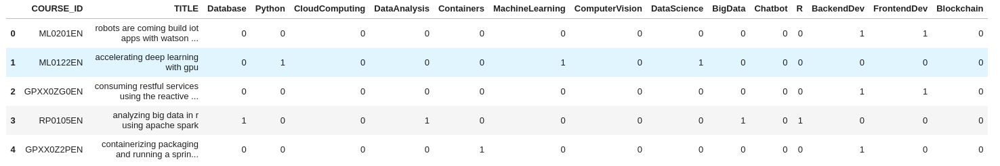 COURSE_ID TITLE Database Python CloudComputing DataAnalysis Containers MachineLearning ComputerVision DataScience BigData Chatbot R BackendDev FrontendDev Blockchain
0 ML0201EN robots are coming build iot apps with watson ... 0 0 0 0 0 0 0 0 0 0 0 1 1 0
1 ML0122EN accelerating deep learning with gpu 0 1 0 0 0 1 0 1 0 0 0 0 0 0
2 GPXX0ZG0EN consuming restful services using the reactive ... 0 0 0 0 0 0 0 0 0 0 0 1 1 0
3 RP0105EN analyzing big data in r using apache spark 1 0 0 1 0 0 0 0 1 0 1 0 0 0
4 GPXX0Z2PEN containerizing packaging and running a sprin... 0 0 0 0 1 0 0 0 0 0 0 1 0 0